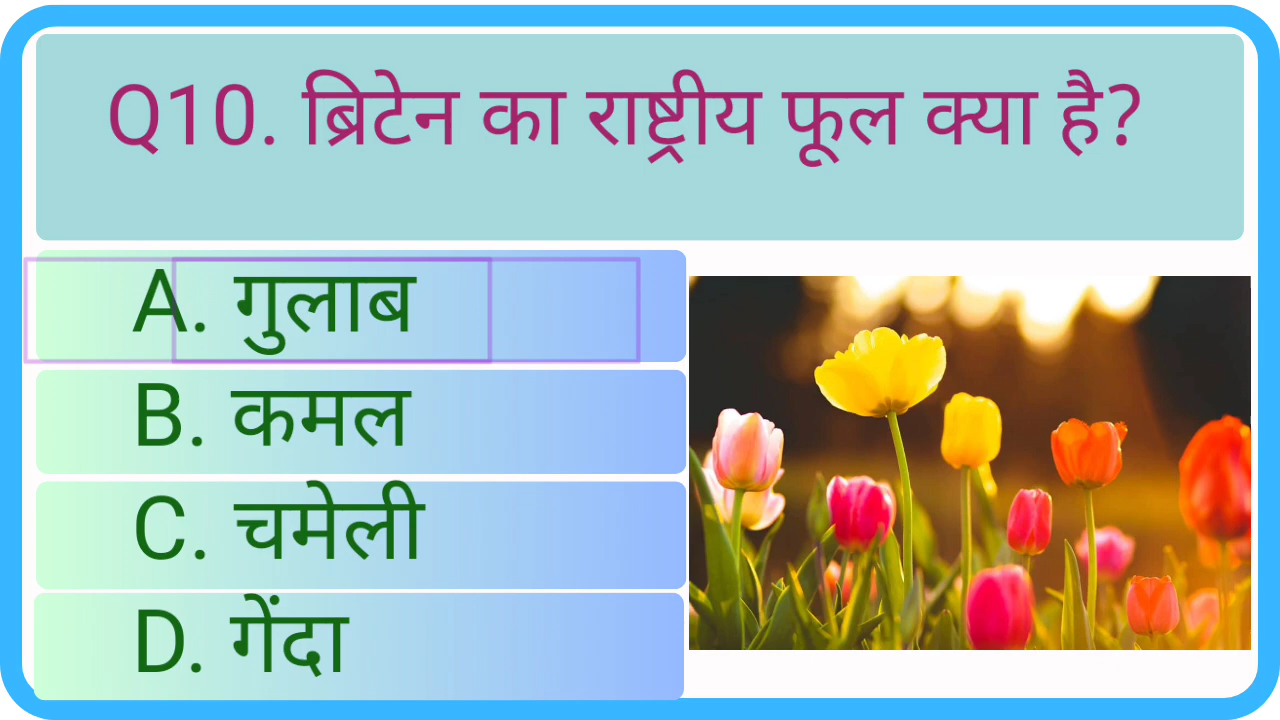 Q10. ब्रिटेन का राष्ट्रीय फूल क्या है?
A. गुलाब
B. कमल
C. चमेली
D. गेंदा